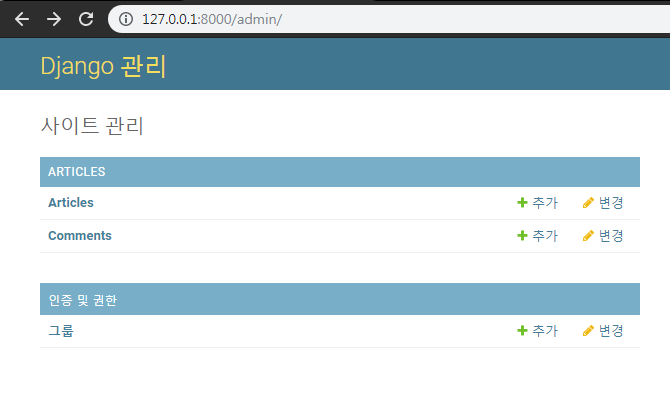 127.0.0.1:8000/admin/
Django 관리
사이트 관리
ARTICLES
Articles 추가 변경
Comments 추가 변경
인증 및 권한
그룹 추가 변경